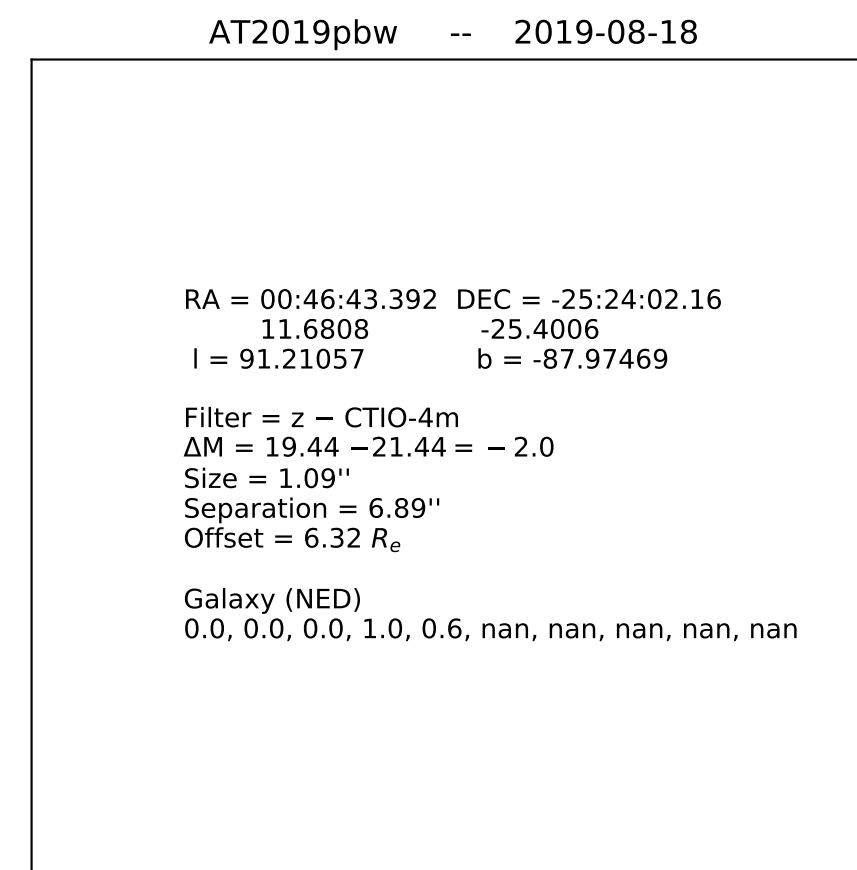 AT2019pbw -- 2019-08-18
RA = 00:46:43.392 DEC = -25:24:02.16
11.6808 -25.4006
l = 91.21057 b = -87.97469
Filter = z − CTIO-4m
ΔM = 19.44 −21.44 = − 2.0
Size = 1.09''
Separation = 6.89''
Offset = 6.32 Re
Galaxy (NED)
0.0, 0.0, 0.0, 1.0, 0.6, nan, nan, nan, nan, nan